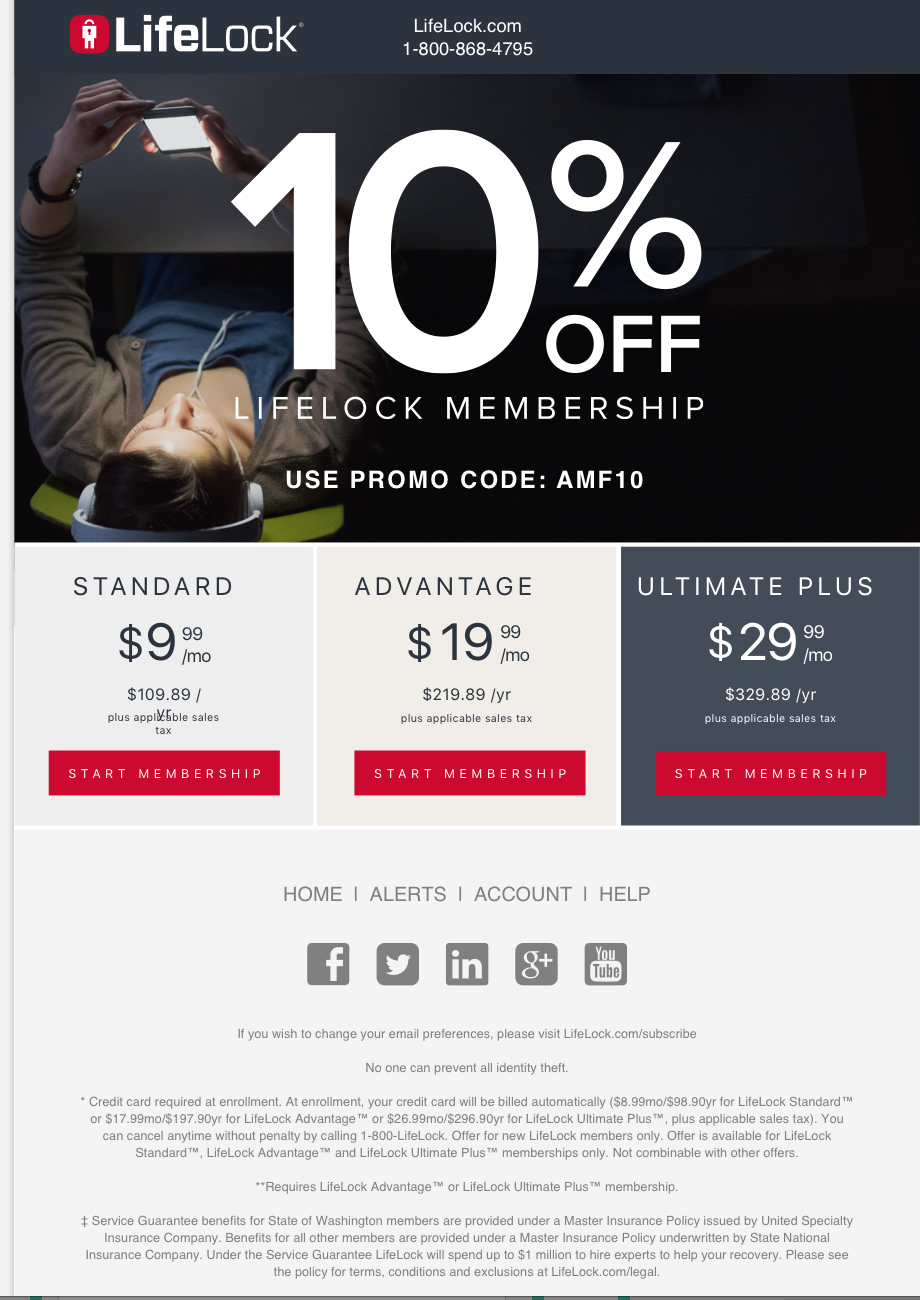 LifeLock®
LifeLock.com
1-800-868-4795
10%
OFF
LIFELOCK MEMBERSHIP
USE PROMO CODE: AMF10
STANDARD
$9 99
/mo
$109.89 /
yr
plus applicable sales
tax
START MEMBERSHIP
ADVANTAGE
$19 99
/mo
$219.89 /yr
plus applicable sales tax
START MEMBERSHIP
ULTIMATE PLUS
$29 99
/mo
$329.89 /yr
plus applicable sales tax
START MEMBERSHIP
HOME | ALERTS | ACCOUNT | HELP
f in g+ You Tube
If you wish to change your email preferences, please visit LifeLock.com/subscribe
No one can prevent all identity theft.
* Credit card required at enrollment. At enrollment, your credit card will be billed automatically ($8.99mo/$98.90yr for LifeLock Standard™
or $17.99mo/$197.90yr for LifeLock Advantage™ or $26.99mo/$296.90yr for LifeLock Ultimate Plus™, plus applicable sales tax). You
can cancel anytime without penalty by calling 1-800-LifeLock. Offer for new LifeLock members only. Offer is available for LifeLock
Standard™, LifeLock Advantage™ and LifeLock Ultimate Plus™ memberships only. Not combinable with other offers.
**Requires LifeLock Advantage™ or LifeLock Ultimate Plus™ membership.
‡ Service Guarantee benefits for State of Washington members are provided under a Master Insurance Policy issued by United Specialty
Insurance Company. Benefits for all other members are provided under a Master Insurance Policy underwritten by State National
Insurance Company. Under the Service Guarantee LifeLock will spend up to $1 million to hire experts to help your recovery. Please see
the policy for terms, conditions and exclusions at LifeLock.com/legal.